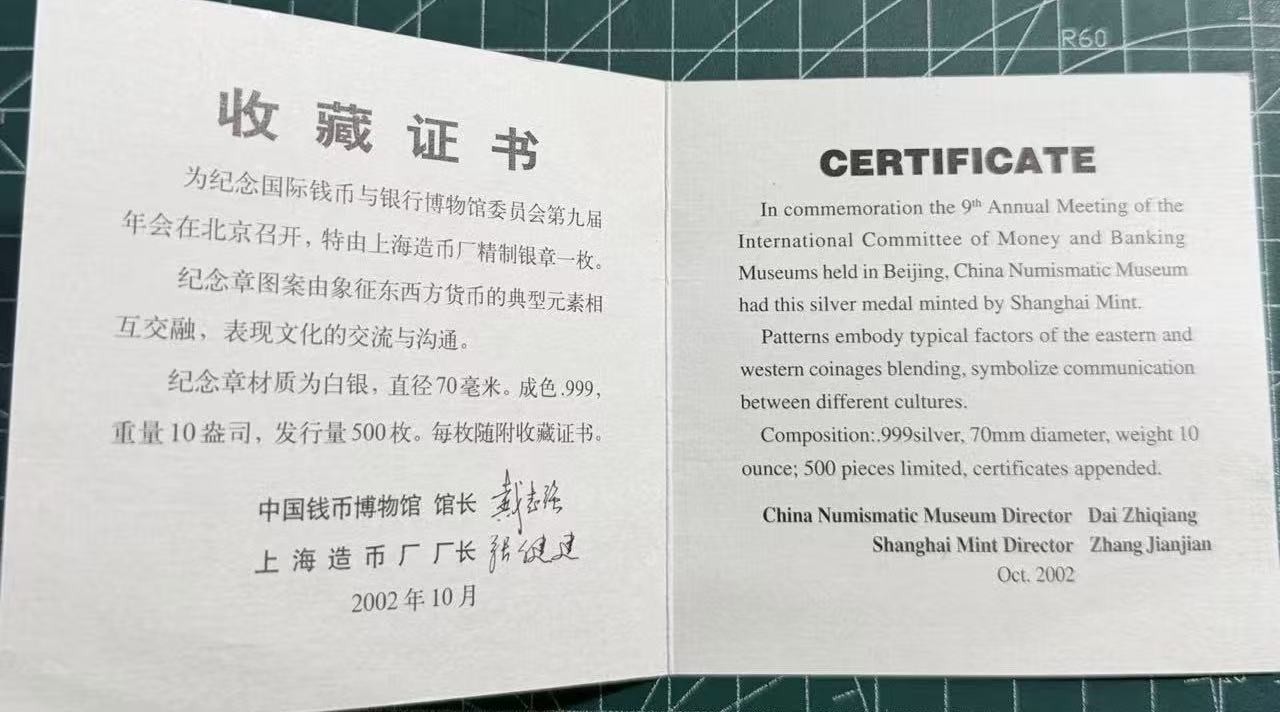 收藏证书
为纪念国际钱币与银行博物馆委员会第九届
年会在北京召开，特由上海造币厂精制银章一枚。
纪念章图案由象征东西方货币的典型元素相
互交融，表现文化的交流与沟通。
纪念章材质为白银，直径70毫米。成色.999，
重量10盎司，发行量500枚。每枚随附收藏证书。
中国钱币博物馆 馆长 戴志强
上海造币厂 厂长 张健建
2002年10月
CERTIFICATE
In commemoration the 9th Annual Meeting of the
International Committee of Money and Banking
Museums held in Beijing, China Numismatic Museum
had this silver medal minted by Shanghai Mint.
Patterns embody typical factors of the eastern and
western coinages blending, symbolize communication
between different cultures.
Composition:.999silver, 70mm diameter, weight 10
ounce; 500 pieces limited, certificates appended.
China Numismatic Museum Director Dai Zhiqiang
Shanghai Mint Director Zhang Jianjian
Oct. 2002
R60